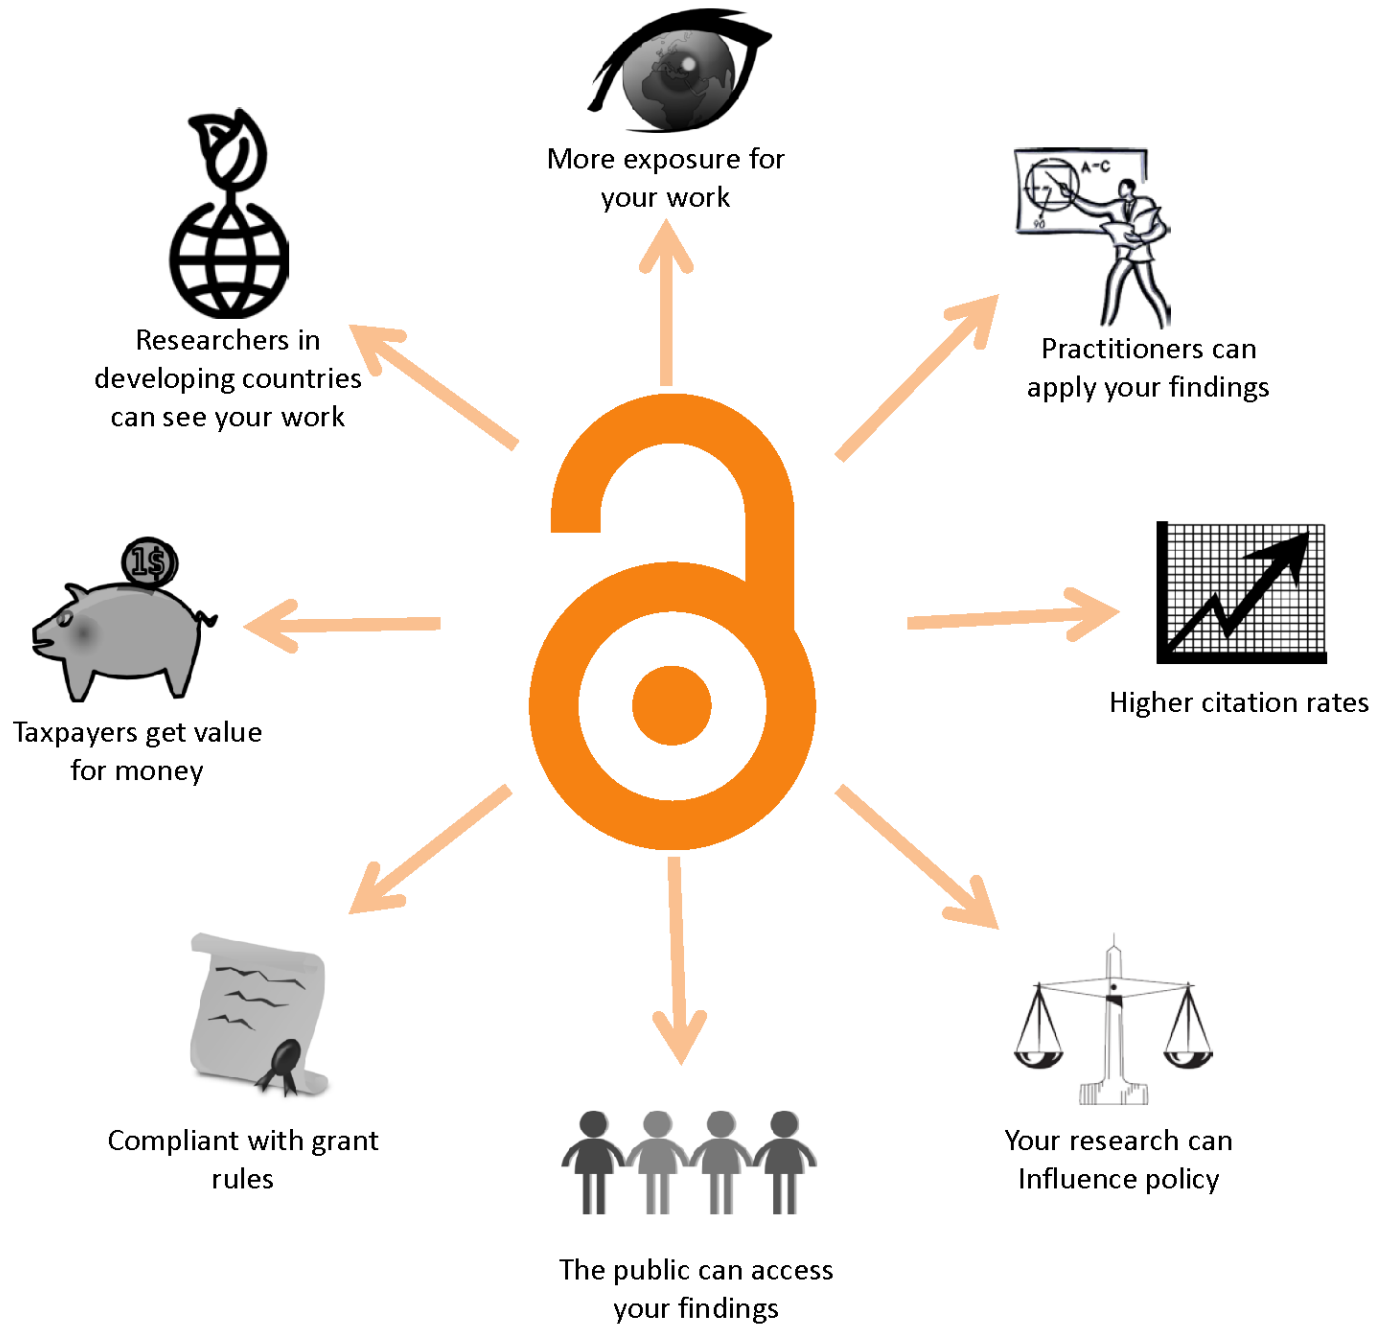 More exposure for
your work
A-C
90
Practitioners can
apply your findings
Researchers in
developing countries
can see your work
1$
Higher citation rates
Taxpayers get value
for money
Compliant with grant
rules
Your research can
Influence policy
The public can access
your findings